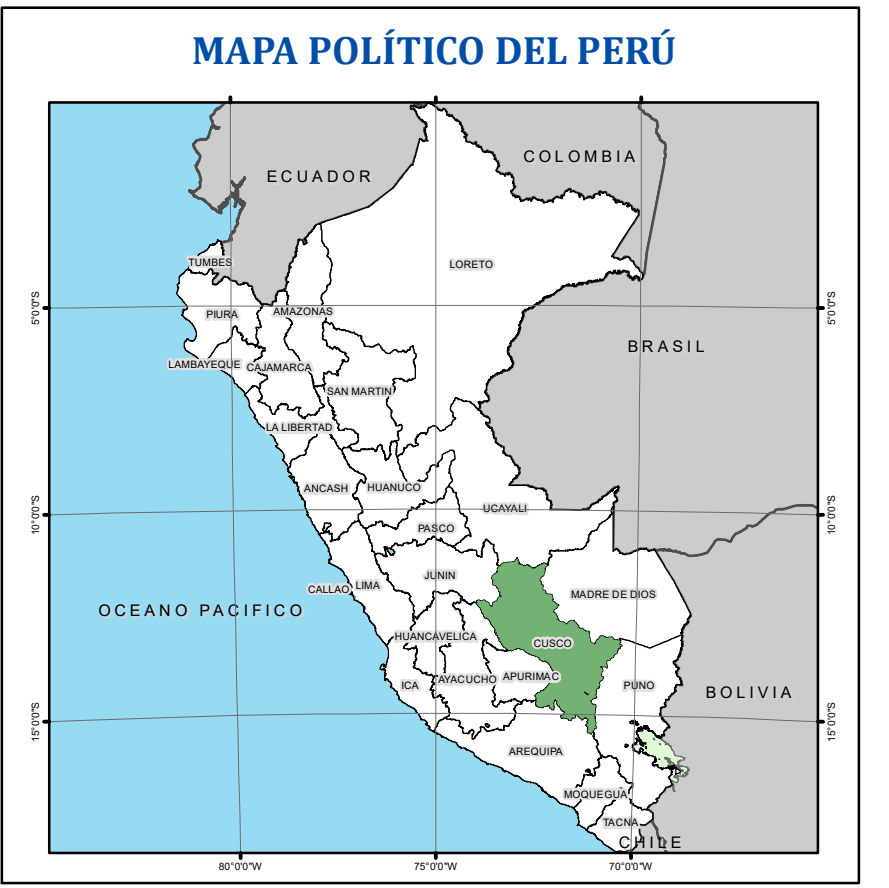 MAPA POLÍTICO DEL PERÚ
COLOMBIA
ECUADOR
TUMBES
LORETO
5°0'0"S
5°0'0"S
PIURA
AMAZONAS
BRASIL
LAMBAYEQUE
CAJAMARCA
SAN MARTIN
LA LIBERTAD
ANCASH
HUANUCO
UCAYALI
10°0'0"S
10°0'0"S
PASCO
JUNIN
CALLAO
LIMA
MADRE DE DIOS
OCEANO PACIFICO
HUANCAVELICA
CUSCO
ICA
AYACUCHO
APURIMAC
PUNO
BOLIVIA
15°0'0"S
15°0'0"S
AREQUIPA
MOQUEGUA
TACNA
CHILE
80°0'0"W
75°0'0"W
70°0'0"W